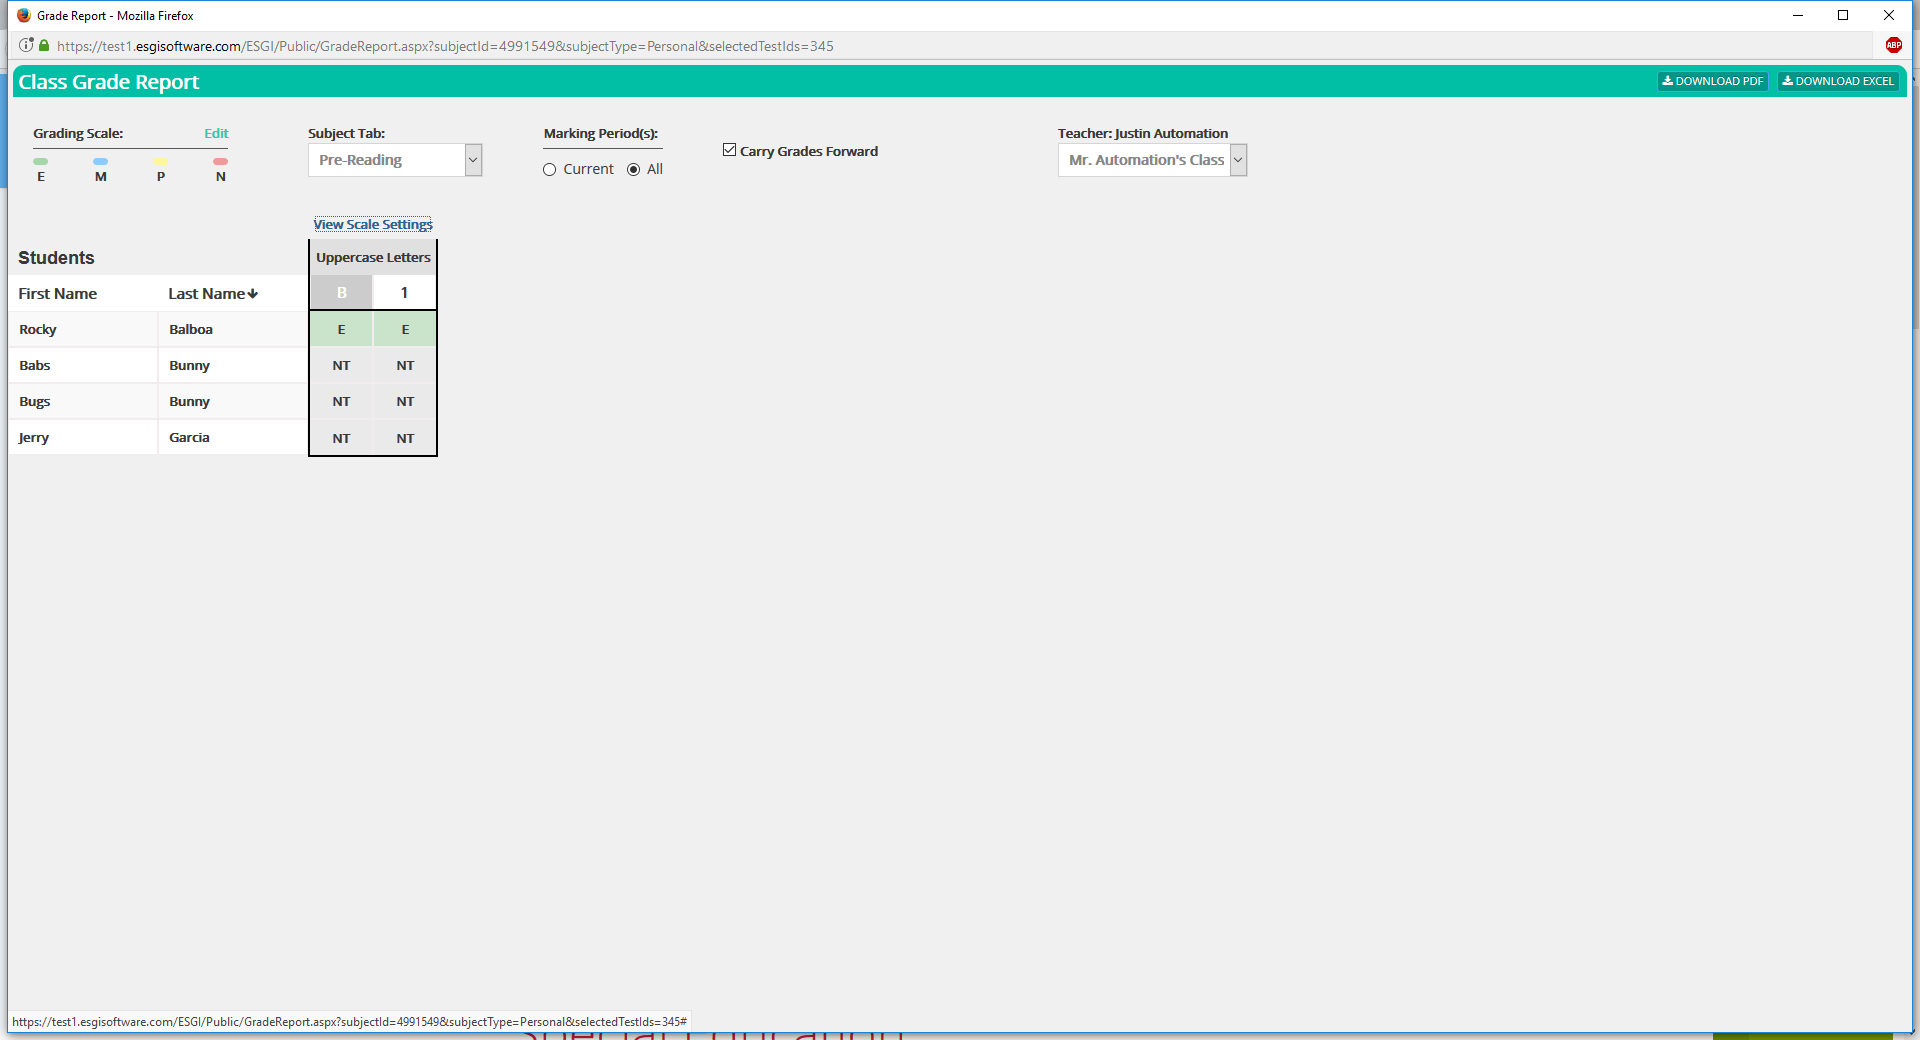 Grade Report - Mozilla Firefox
https://test1.esgisoftware.com/ESGI/Public/GradeReport.aspx?subjectId=4991549&subjectType=Personal&selectedTestIds=345
ABP
Class Grade Report
DOWNLOAD PDF
DOWNLOAD EXCEL
Grading Scale: Edit
E M P N
Subject Tab:
Pre-Reading
Marking Period(s):
Current All
Carry Grades Forward
Teacher: Justin Automation
Mr. Automation's Class
View Scale Settings
Students
Uppercase Letters
First Name Last Name B 1
Rocky Balboa E E
Babs Bunny NT NT
Bugs Bunny NT NT
Jerry Garcia NT NT
https://test1.esgisoftware.com/ESGI/Public/GradeReport.aspx?subjectId=4991549&subjectType=Personal&selectedTestIds=345#